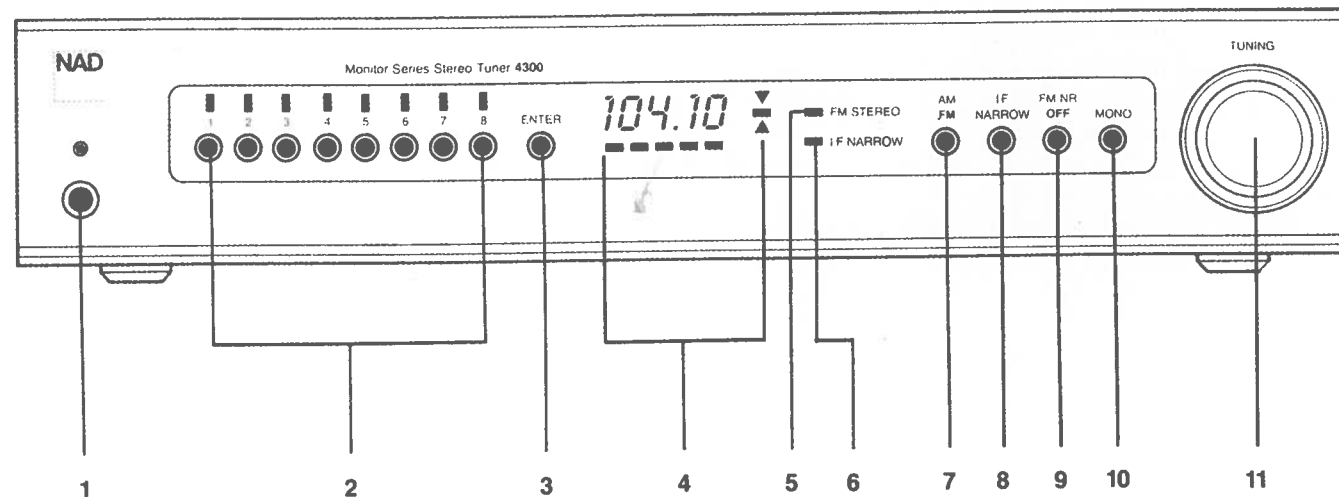 NAD
Monitor Series Stereo Tuner 4300
TUNING
1 2 3 4 5 6 7 8
ENTER
104.10
FM STEREO
I F NARROW
AM
FM
I F
NARROW
FM NR
OFF
MONO
1 2 3 4 5 6 7 8 9 10 11